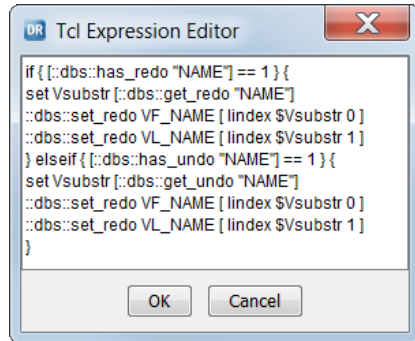 DR Tcl Expression Editor
if { [::dbs::has_redo "NAME"] == 1 } {
set Vsubstr [::dbs::get_redo "NAME"]
::dbs::set_redo VF_NAME [ lindex $Vsubstr 0 ]
::dbs::set_redo VL_NAME [ lindex $Vsubstr 1 ]
} elseif { [::dbs::has_undo "NAME"] == 1 } {
set Vsubstr [::dbs::get_undo "NAME"]
::dbs::set_redo VF_NAME [ lindex $Vsubstr 0 ]
::dbs::set_redo VL_NAME [ lindex $Vsubstr 1 ]
}
OK Cancel